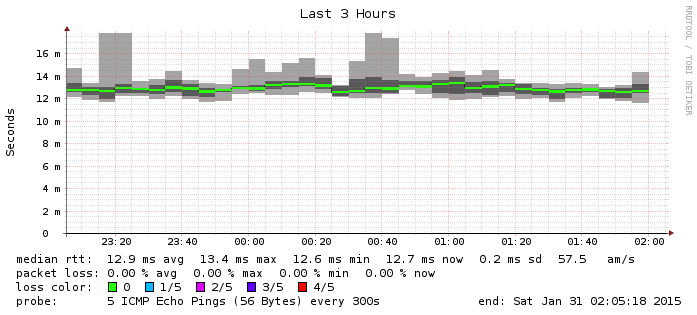 Last 3 Hours
RRDTOOL / TOBI OETIKER
Seconds
16 m
14 m
12 m
10 m
8 m
6 m
4 m
2 m
0
23:20 23:40 00:00 00:20 00:40 01:00 01:20 01:40 02:00
median rtt: 12.9 ms avg 13.4 ms max 12.6 ms min 12.7 ms now 0.2 ms sd 57.5 am/s
packet loss: 0.00 % avg 0.00 % max 0.00 % min 0.00 % now
loss color: 0 1/5 2/5 3/5 4/5
probe: 5 ICMP Echo Pings (56 Bytes) every 300s end: Sat Jan 31 02:05:18 2015